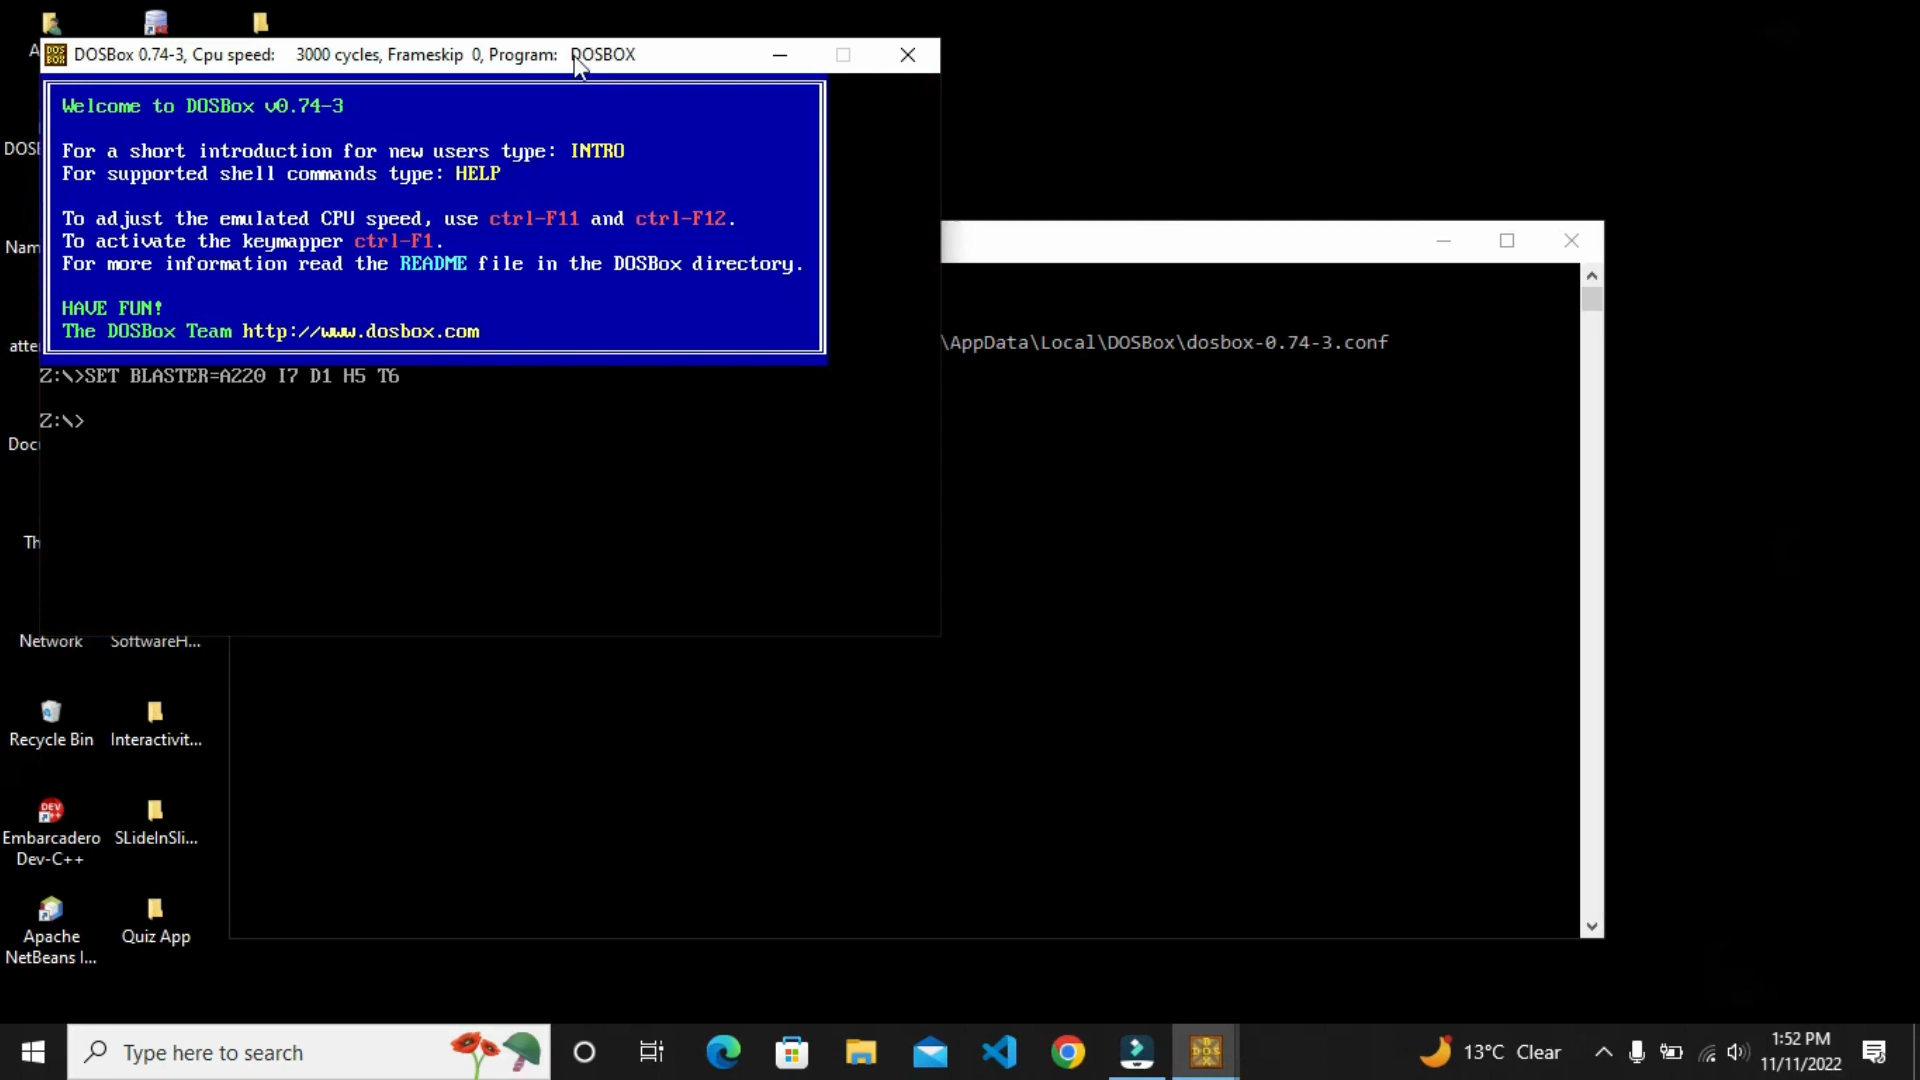 DOSBox 0.74-3, Cpu speed: 3000 cycles, Frameskip 0, Program: DOSBOX
Welcome to DOSBox v0.74-3
For a short introduction for new users type: INTRO
For supported shell commands type: HELP
To adjust the emulated CPU speed, use ctrl-F11 and ctrl-F12.
To activate the keymapper ctrl-F1.
For more information read the README file in the DOSBox directory.
HAVE FUN!
The DOSBox Team http://www.dosbox.com
Z:\>SET BLASTER=A220 I7 D1 H5 T6
Z:\>
\AppData\Local\DOSBox\dosbox-0.74-3.conf
Network
SoftwareH...
Recycle Bin
Interactivit...
Embarcadero
Dev-C++
SLideInSli...
Apache
NetBeans I...
Quiz App
Type here to search
13°C Clear
1:52 PM
11/11/2022